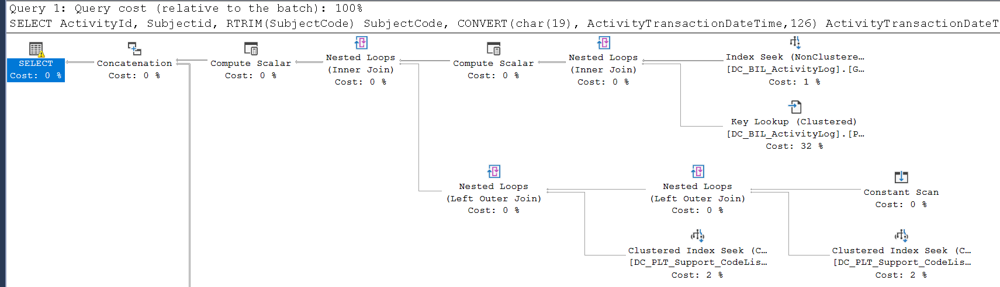 Query 1: Query cost (relative to the batch): 100%
SELECT ActivityId, Subjectid, RTRIM(SubjectCode) SubjectCode, CONVERT(char(19), ActivityTransactionDateTime,126) ActivityTransactionDateT
SELECT
Cost: 0 %
Concatenation
Cost: 0 %
Compute Scalar
Cost: 0 %
Nested Loops
(Inner Join)
Cost: 0 %
Compute Scalar
Cost: 0 %
Nested Loops
(Inner Join)
Cost: 0 %
Index Seek (NonClustere...
[DC_BIL_ActivityLog].[G...
Cost: 1 %
Key Lookup (Clustered)
[DC_BIL_ActivityLog].[P...
Cost: 32 %
Nested Loops
(Left Outer Join)
Cost: 0 %
Nested Loops
(Left Outer Join)
Cost: 0 %
Constant Scan
Cost: 0 %
Clustered Index Seek (C...
[DC_PLT_Support_CodeLis...
Cost: 2 %
Clustered Index Seek (C...
[DC_PLT_Support_CodeLis...
Cost: 2 %